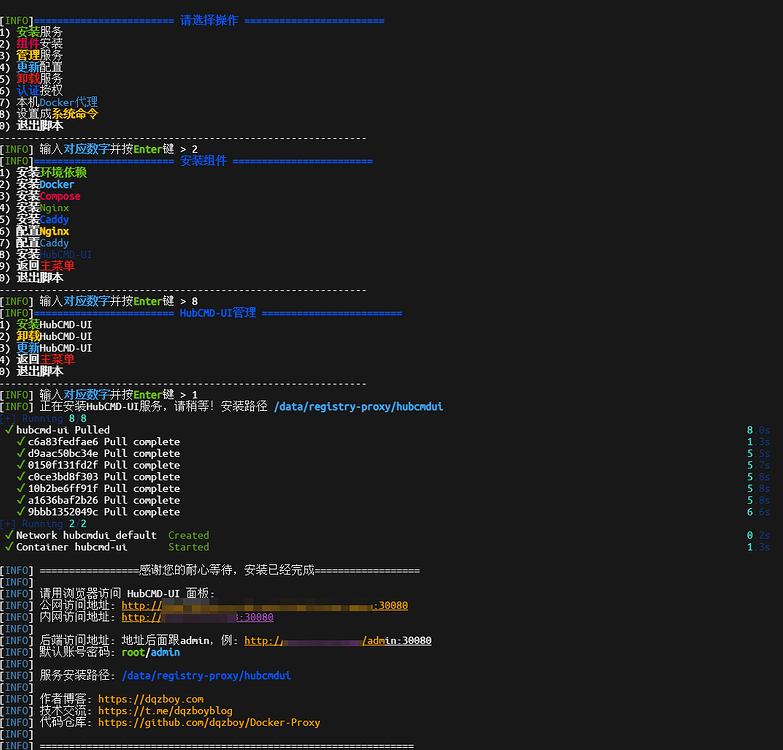 [INFO]======================== 请选择操作 ========================
1) 安装服务
2) 组件安装
3) 管理服务
4) 更新配置
5) 卸载服务
6) 认证授权
7) 本机Docker代理
8) 设置成系统命令
0) 退出脚本
---------------------------------------------------------------
[INFO] 输入对应数字并按Enter键 > 2
[INFO]======================== 安装组件 ========================
1) 安装环境依赖
2) 安装Docker
3) 安装Compose
4) 安装Nginx
5) 安装Caddy
6) 配置Nginx
7) 配置Caddy
8) 安装HubCMD-UI
9) 返回主菜单
0) 退出脚本
---------------------------------------------------------------
[INFO] 输入对应数字并按Enter键 > 8
[INFO]======================== HubCMD-UI管理 ========================
1) 安装HubCMD-UI
2) 卸载HubCMD-UI
3) 更新HubCMD-UI
4) 返回主菜单
0) 退出脚本
---------------------------------------------------------------
[INFO] 输入对应数字并按Enter键 > 1
[INFO] 正在安装HubCMD-UI服务，请稍等！安装路径 /data/registry-proxy/hubcmdui
[+] Running 8/8
✓ hubcmd-ui Pulled 8.0s
✓ c6a83fedfae6 Pull complete 1.3s
✓ d9aac50bc34e Pull complete 5.5s
✓ 0150f131fd2f Pull complete 5.7s
✓ c0ce3bd8f303 Pull complete 5.8s
✓ 10b2be6ff91f Pull complete 5.8s
✓ a1636baf2b26 Pull complete 5.8s
✓ 9bbb1352049c Pull complete 6.6s
[+] Running 2/2
✓ Network hubcmdui_default Created 0.2s
✓ Container hubcmd-ui Started 1.3s
[INFO] =================感谢您的耐心等待，安装已经完成==================
[INFO]
[INFO] 请用浏览器访问 HubCMD-UI 面板:
[INFO] 公网访问地址: http://:30080
[INFO] 内网访问地址: http://:30080
[INFO]
[INFO] 后端访问地址: 地址后面跟admin, 例: http:///admin:30080
[INFO] 默认账号密码: root/admin
[INFO]
[INFO] 服务安装路径: /data/registry-proxy/hubcmdui
[INFO]
[INFO] 作者博客: https://dqzboy.com
[INFO] 技术交流: https://t.me/dqzboyblog
[INFO] 代码仓库: https://github.com/dqzboy/Docker-Proxy
[INFO]
[INFO] ================================================================